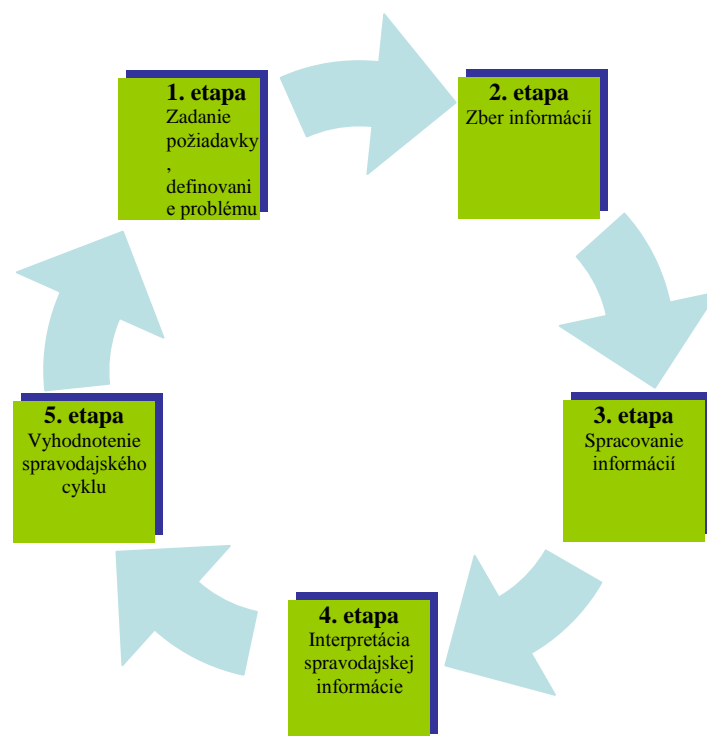 1. etapa
Zadanie
požiadavky
,
definovani
e problému
2. etapa
Zber informácií
3. etapa
Spracovanie
informácií
4. etapa
Interpretácia
spravodajskej
informácie
5. etapa
Vyhodnotenie
spravodajského
cyklu